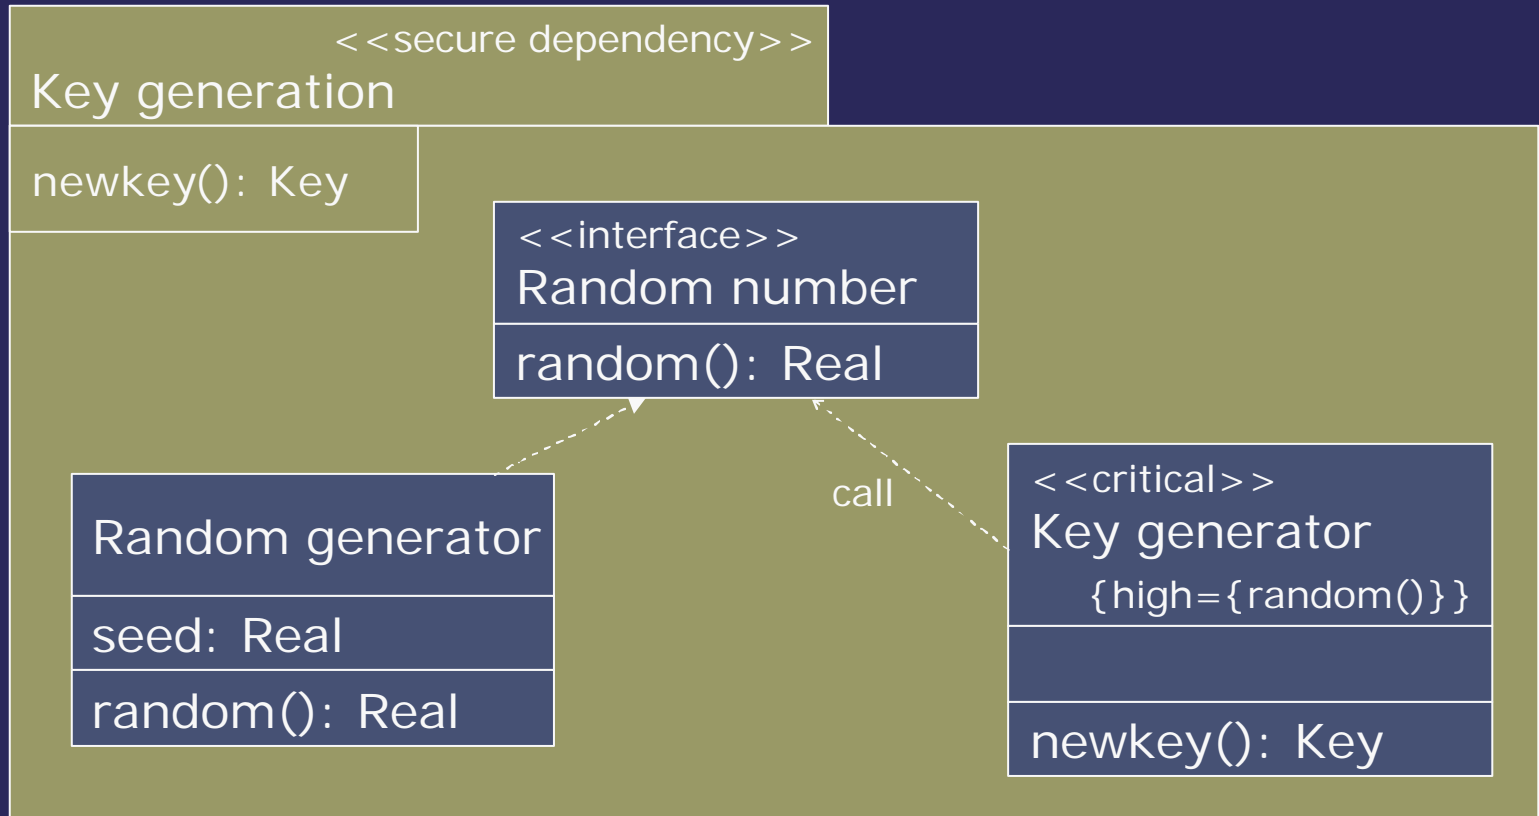 <<secure dependency>>
Key generation
newkey(): Key
<<interface>>
Random number
random(): Real
Random generator
seed: Real
random(): Real
call
<<critical>>
Key generator
{high={random()}}
newkey(): Key